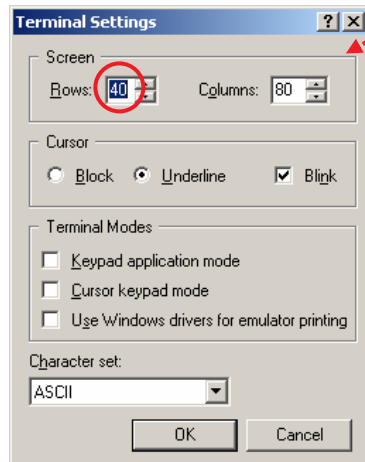 Terminal Settings
Screen
Rows: 40 Columns: 80
Cursor
Block Underline Blink
Terminal Modes
Keypad application mode
Cursor keypad mode
Use Windows drivers for emulator printing
Character set:
ASCII
OK Cancel